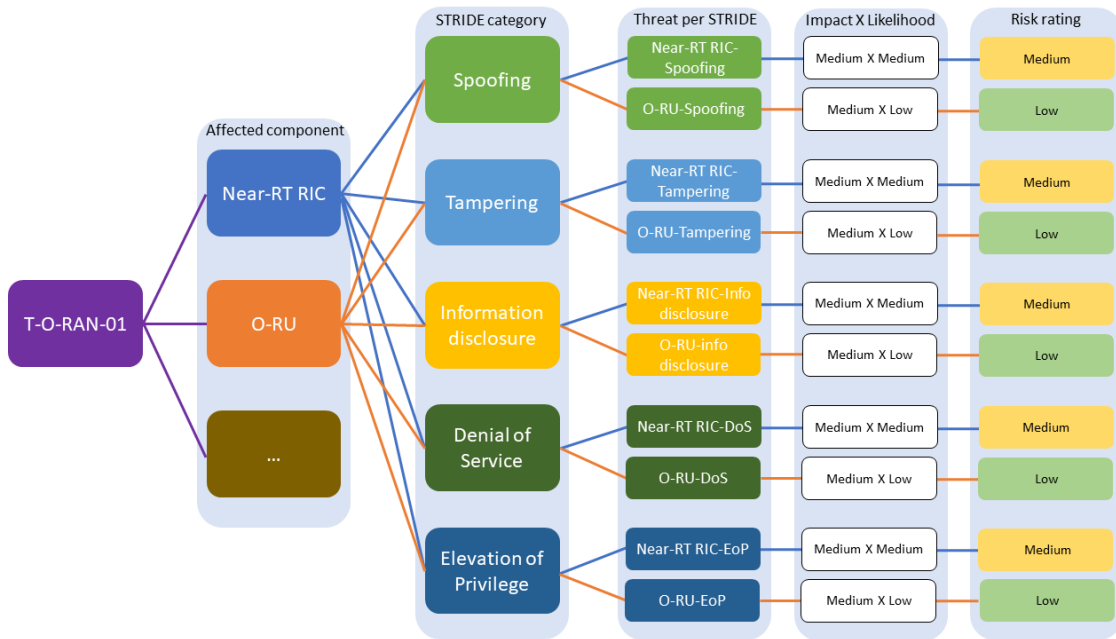 STRIDE category
Threat per STRIDE
Impact X Likelihood
Risk rating
Affected component
T-O-RAN-01
Near-RT RIC
O-RU
...
Spoofing
Tampering
Information
disclosure
Denial of
Service
Elevation of
Privilege
Near-RT RIC-
Spoofing
Medium X Medium
Medium
O-RU-Spoofing
Medium X Low
Low
Near-RT RIC-
Tampering
Medium X Medium
Medium
O-RU-Tampering
Medium X Low
Low
Near-RT RIC-Info
disclosure
Medium X Medium
Medium
O-RU-info
disclosure
Medium X Low
Low
Near-RT RIC-DoS
Medium X Medium
Medium
O-RU-DoS
Medium X Low
Low
Near-RT RIC-EoP
Medium X Medium
Medium
O-RU-EoP
Medium X Low
Low